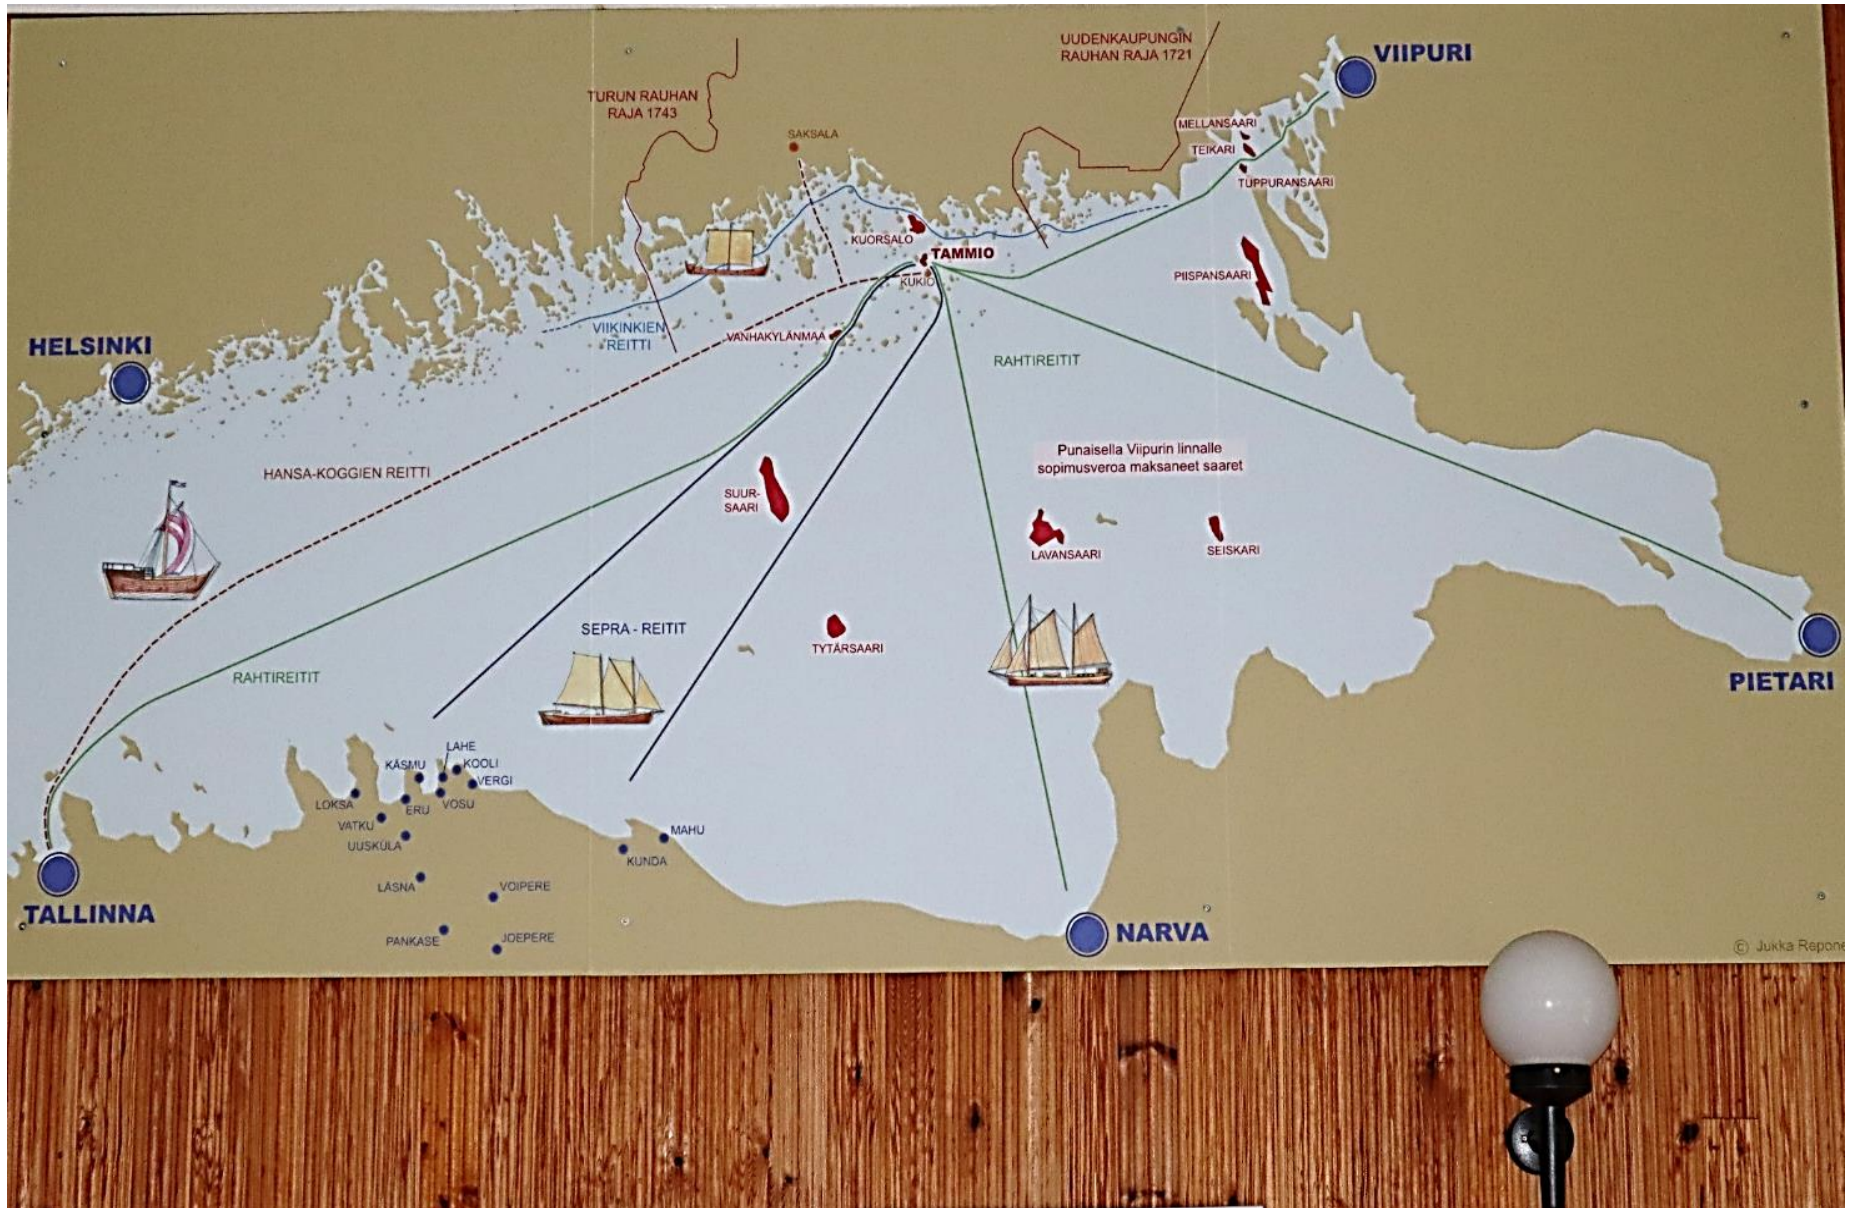 UUDENKAUPUNGIN
RAUHAN RAJA 1721
VIIPURI
TURUN RAUHAN
RAJA 1743
SAKSALA
MELLANSAARI
TEIKARI
TUPPURANSAARI
KUORSALO
TAMMIO
KUKIO
PIISPANSAARI
VIIKINKIEN
REITTI
VANHAKYLÄNMAA
HELSINKI
RAHTIREITIT
HANSA-KOGGIEN REITTI
Punaisella Viipurin linnalle
sopimusveroa maksaneet saaret
SUUR-
SAARI
LAVANSAARI
SEISKARI
SEPRA - REITIT
TYTÄRSAARI
RAHTIREITIT
PIETARI
LAHE
KÄSMU
KOOLI
VERGI
LOKSA
ERU
VOSU
VATKU
UUSKÜLA
MAHU
KUNDA
LÄSNA
VOIPERE
TALLINNA
PANKASE
JOEPERE
NARVA
© Jukka Repone